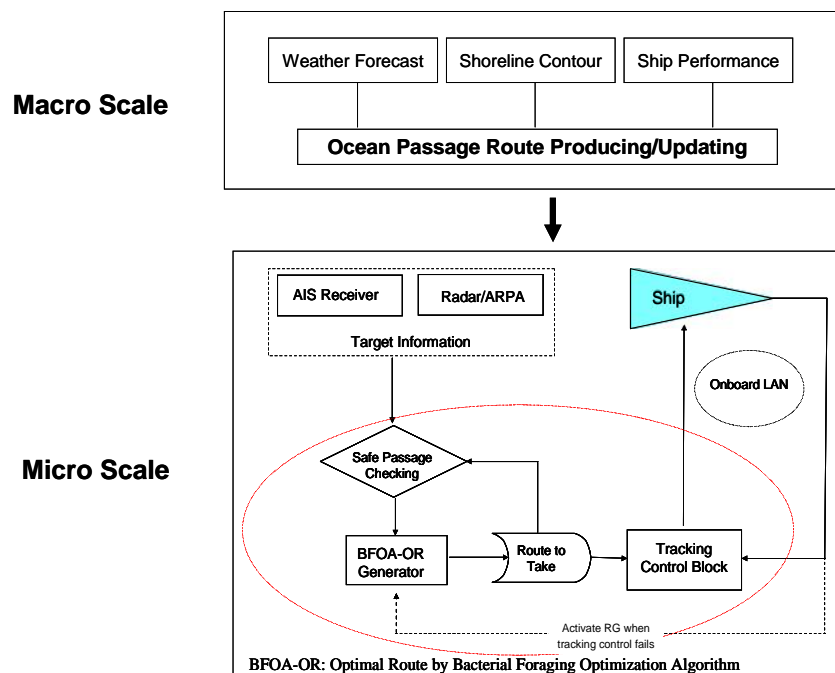 Macro Scale
Weather Forecast
Shoreline Contour
Ship Performance
Ocean Passage Route Producing/Updating
Micro Scale
AIS Receiver
Radar/ARPA
Target Information
Ship
Onboard LAN
Safe Passage
Checking
BFOA-OR
Generator
Route to
Take
Tracking
Control Block
Activate RG when
tracking control fails
BFOA-OR: Optimal Route by Bacterial Foraging Optimization Algorithm